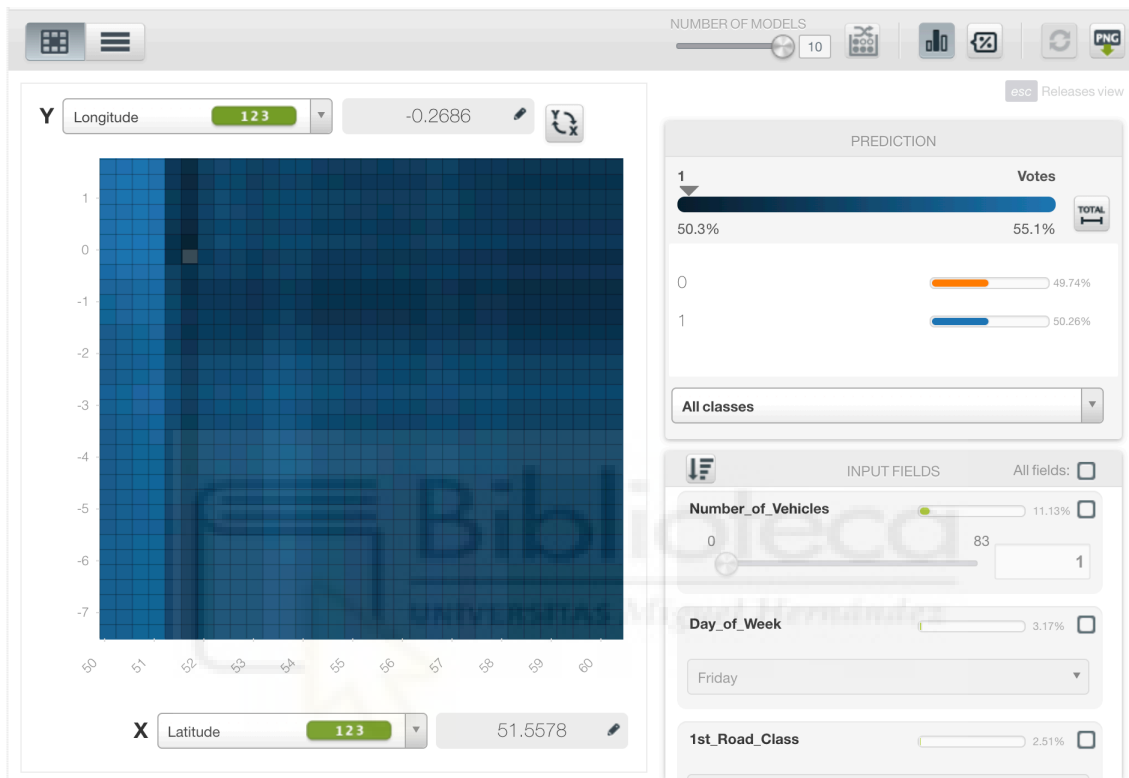 NUMBER OF MODELS
10
PNG
esc Releases view
Y Longitude 123 -0.2686
Y X
1
0
-1
-2
-3
-4
-5
-6
-7
50 51 52 53 54 55 56 57 58 59 60
X Latitude 123 51.5578
PREDICTION
1 Votes
TOTAL
50.3% 55.1%
0 49.74%
1 50.26%
All classes
INPUT FIELDS All fields:
Number_of_Vehicles 11.13%
0 83
1
Day_of_Week 3.17%
Friday
1st_Road_Class 2.51%
Biblioteca
UNIVERSITAS Miguel Hernández